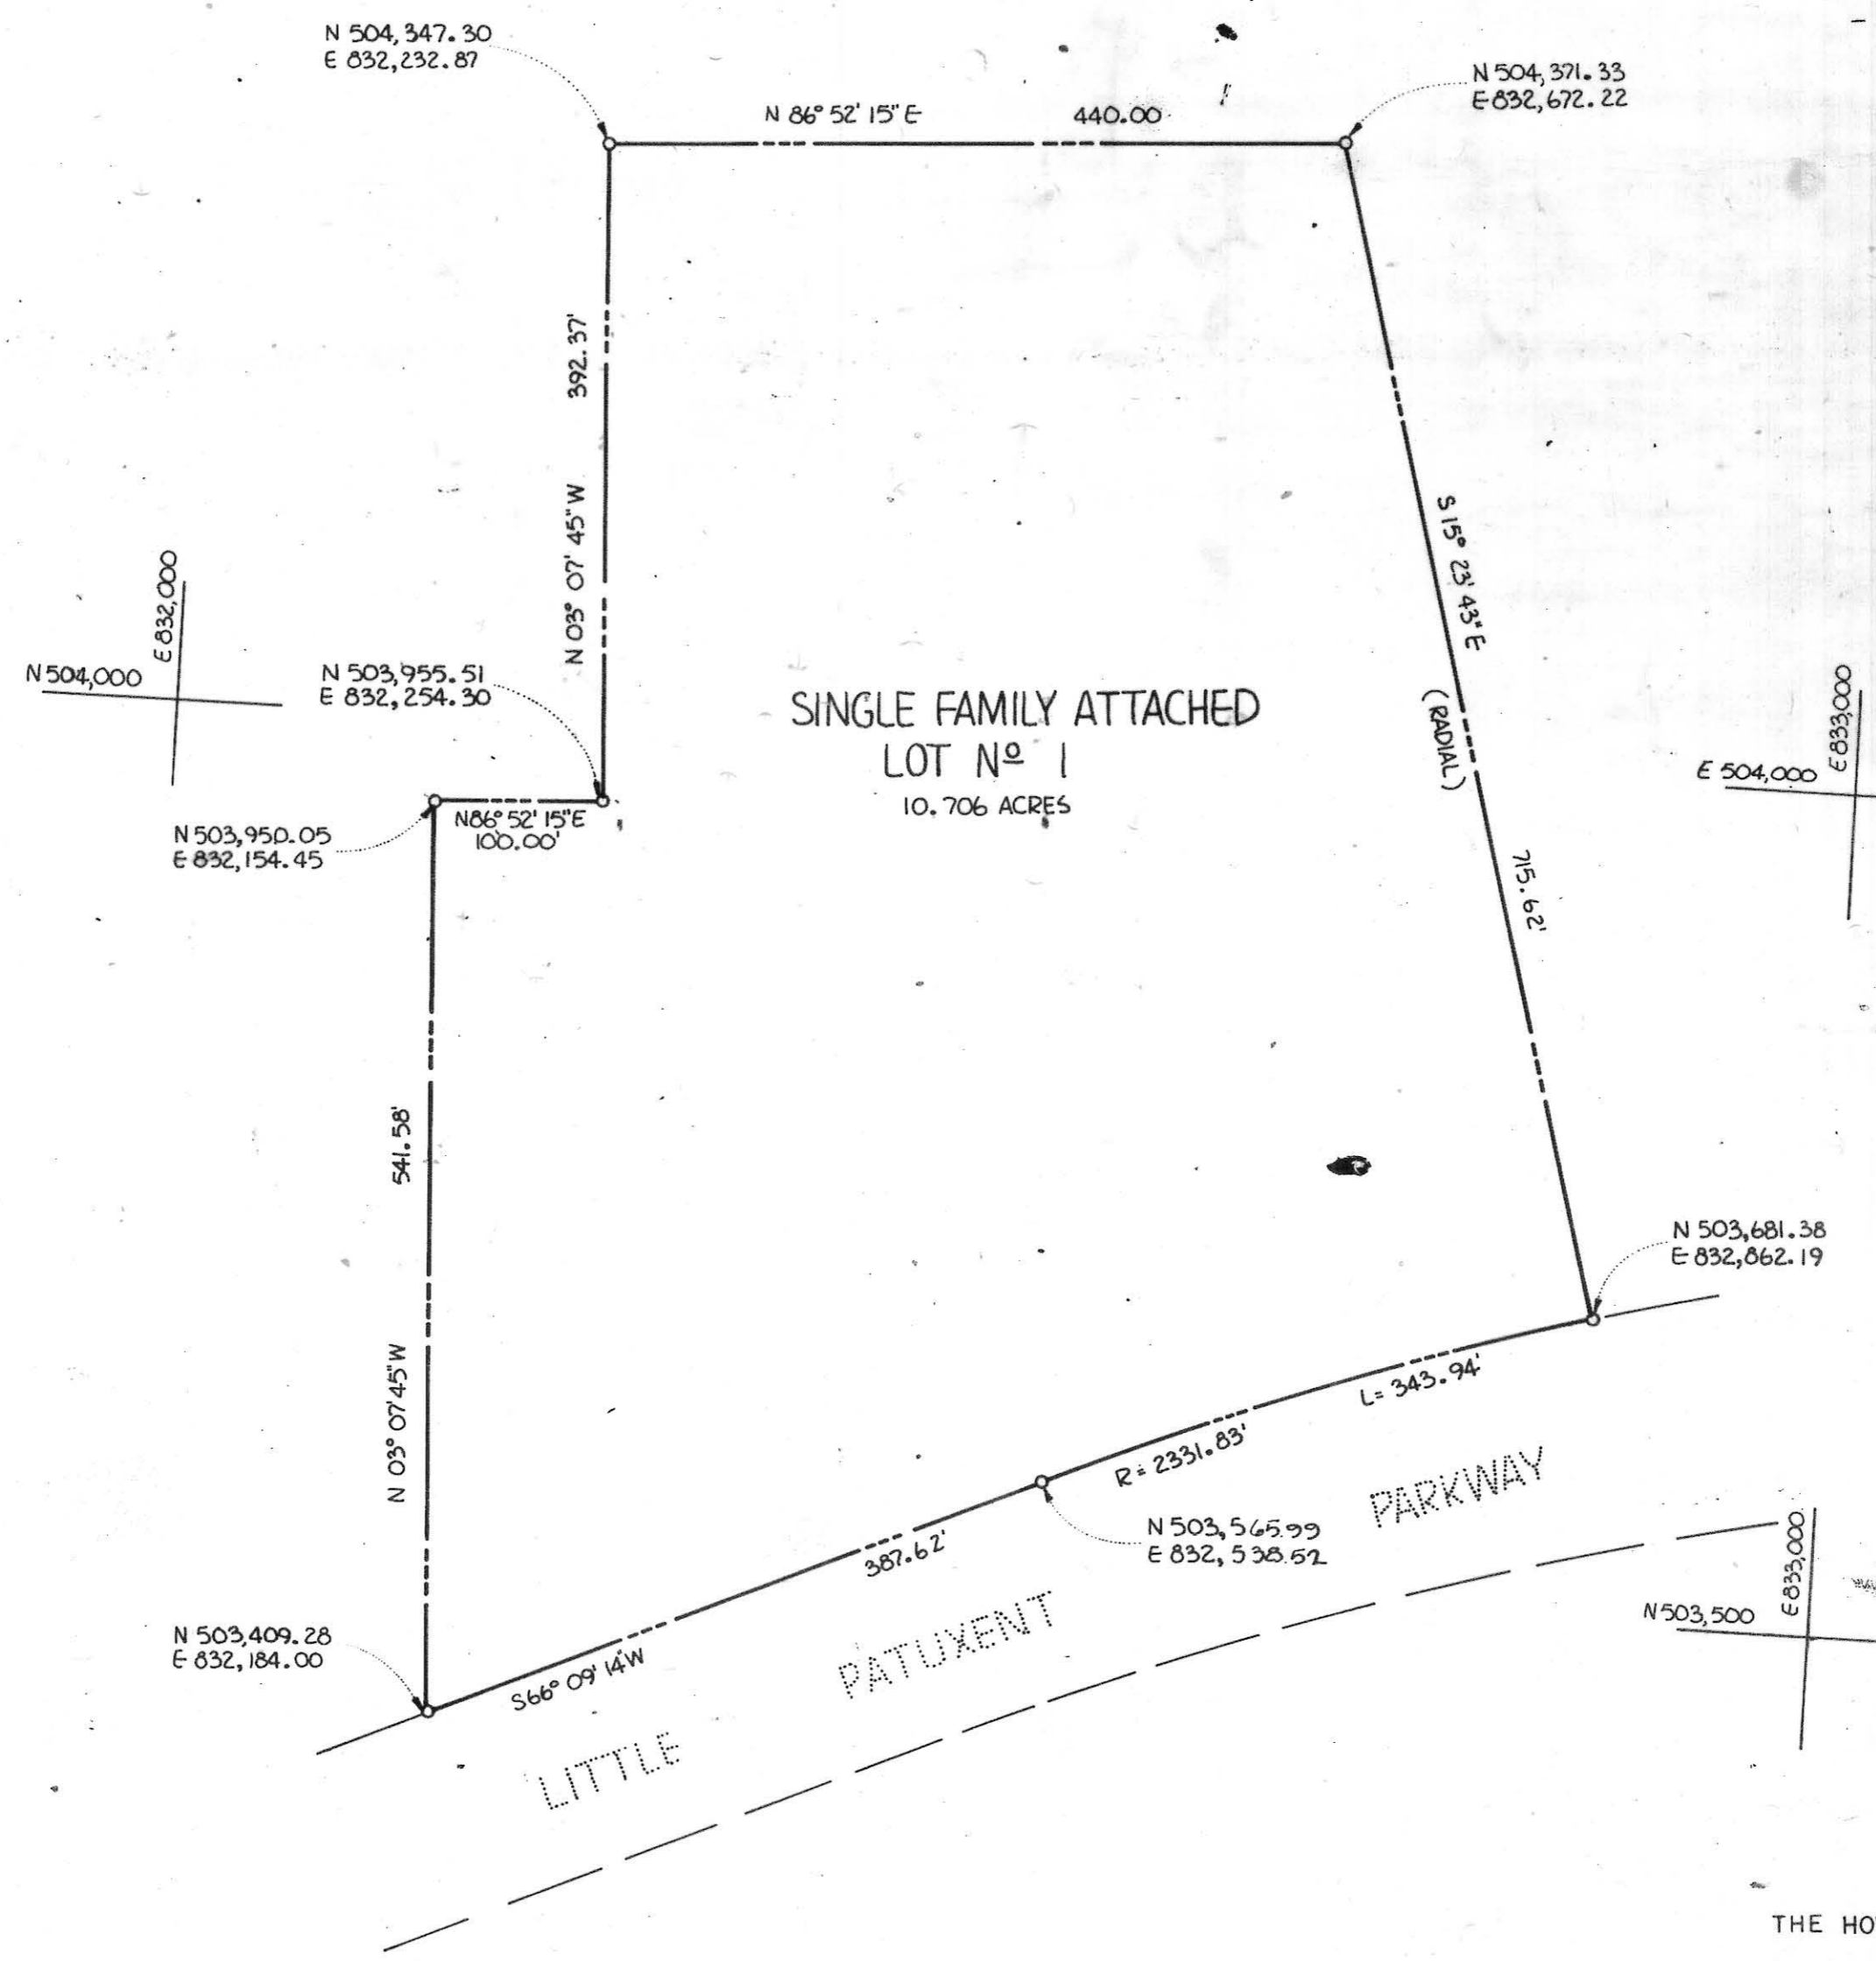 N 504,347.30
E 832,232.87
N 504,371.33
E 832,672.22
N 86° 52' 15" E 440.00
392.37'
N 03° 07' 45" W
S 15° 23' 43" E
(RADIAL)
715.62'
E 832,000
N 504,000
N 503,955.51
E 832,254.30
SINGLE FAMILY ATTACHED
LOT Nº 1
10.706 ACRES
E 833,000
E 504,000
N 503,950.05
E 832,154.45
N86° 52' 15"E
100.00'
541.58'
N 03° 07' 45" W
N 503,681.38
E 832,862.19
L= 343.94'
R= 2331.83'
N 503,565.99
E 832,538.52
387.62'
S66° 09' 14"W
N 503,409.28
E 832,184.00
LITTLE PATUXENT PARKWAY
E 833,000
N 503,500
THE HO